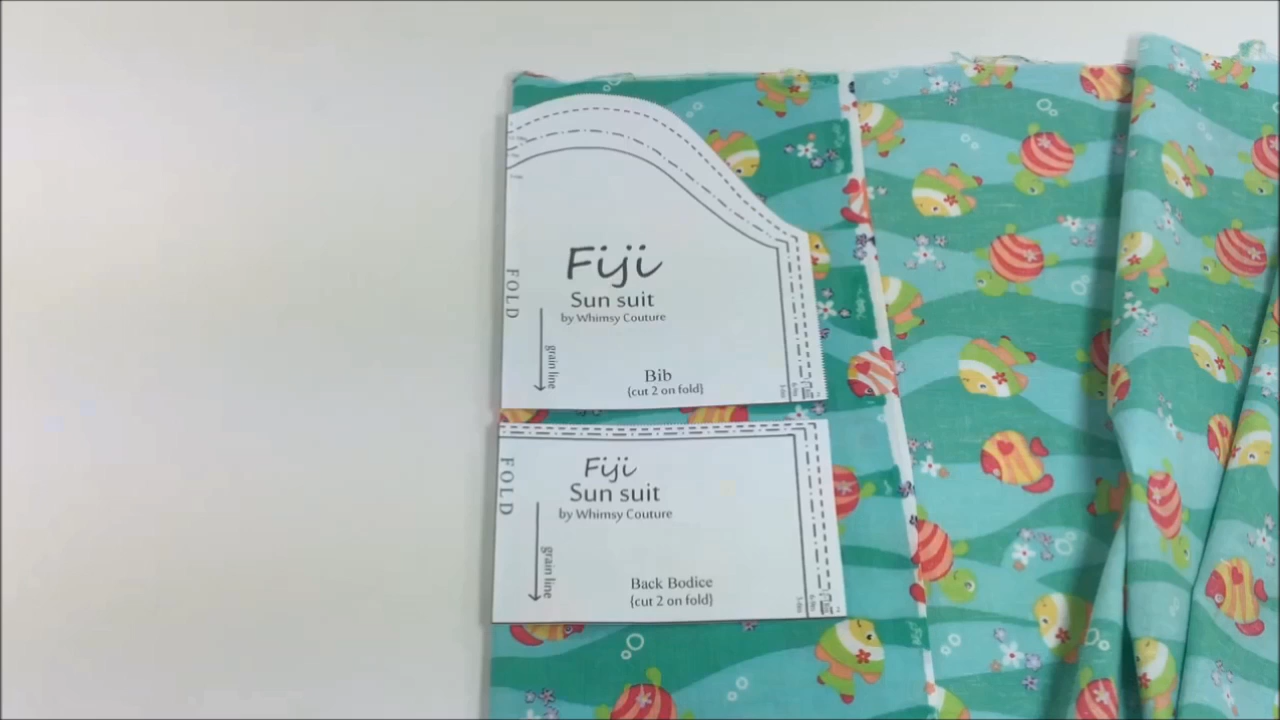 Fiji
Sun suit
by Whimsy Couture
FOLD
grain line
Bib
{cut 2 on fold}
Fiji
Sun suit
by Whimsy Couture
FOLD
grain line
Back Bodice
{cut 2 on fold}